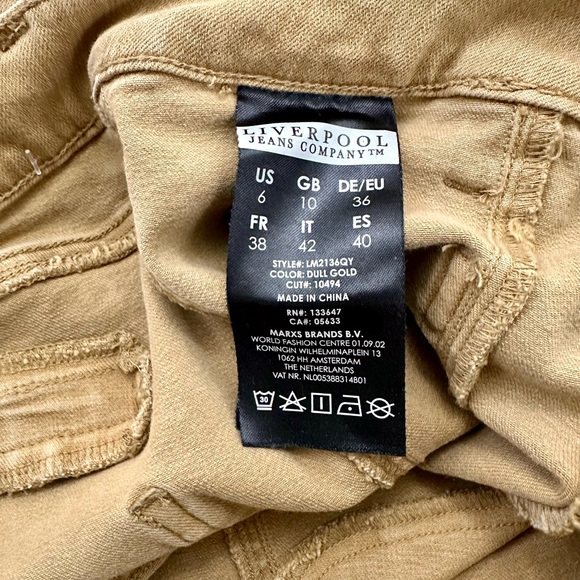 LIVERPOOL
JEANS COMPANY™
US GB DE/EU
6 10 36
FR IT ES
38 42 40
STYLE#: LM2136QY
COLOR: DULL GOLD
CUT#: 10494
MADE IN CHINA
RN#: 133647
CA#: 05633
MARXS BRANDS B.V.
WORLD FASHION CENTRE 01.09.02
KONINGIN WILHELMINAPLEIN 13
1062 HH AMSTERDAM
THE NETHERLANDS
VAT NR. NL005388314B01
30